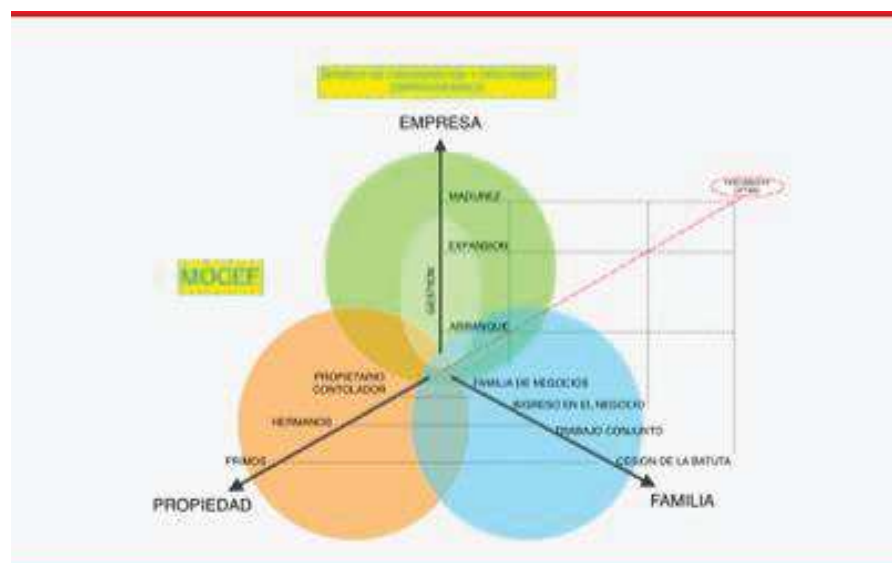 EMPRESA
MADUREZ
EXPANSION
MOCEF
GESTION
ARRANQUE
PROPIETARIO
CONTOLADOR
FAMILIA DE NEGOCIOS
INGRESO EN EL NEGOCIO
HERMANOS
TRABAJO CONJUNTO
PRIMOS
CESION DE LA BATUTA
PROPIEDAD
FAMILIA